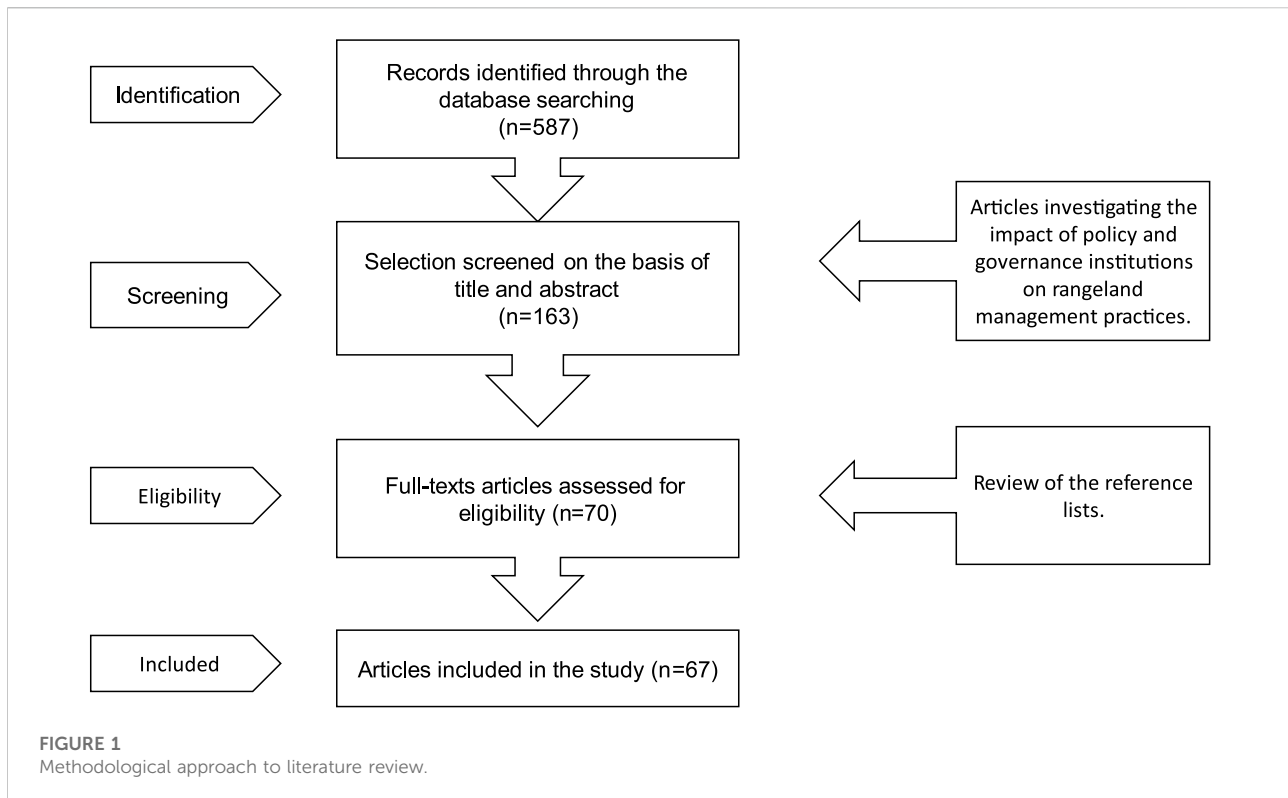 Identification
Records identified through the
database searching
(n=587)
Screening
Selection screened on the basis of
title and abstract
(n=163)
Articles investigating the
impact of policy and
governance institutions
on rangeland
management practices.
Eligibility
Full-texts articles assessed for
eligibility (n=70)
Review of the reference
lists.
Included
Articles included in the study (n=67)
FIGURE 1
Methodological approach to literature review.